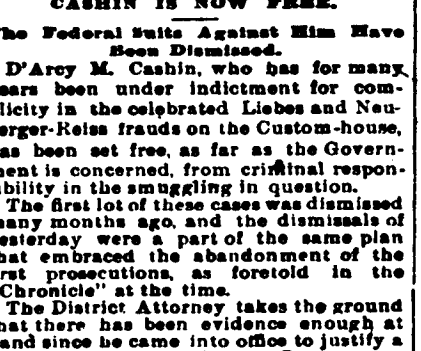 CASHIN IS NOW FREE.
The Federal Suits Against Him Have
Been Dismissed.
D'Arcy M. Cashin, who has for many
ears been under indictment for com-
licity in the celebrated Liebes and Neu-
erger-Reiss frauds on the Custom-house,
as been set free, as far as the Govern-
ent is concerned, from criminal respon-
ibility in the smuggling in question.
The first lot of these cases was dismissed
any months ago, and the dismissals of
esterday were a part of the same plan
hat embraced the abandonment of the
rst prosecutions, as foretold in the
Chronicle" at the time.
The District Attorney takes the ground
hat there has been evidence enough at
and since he came into office to justify a